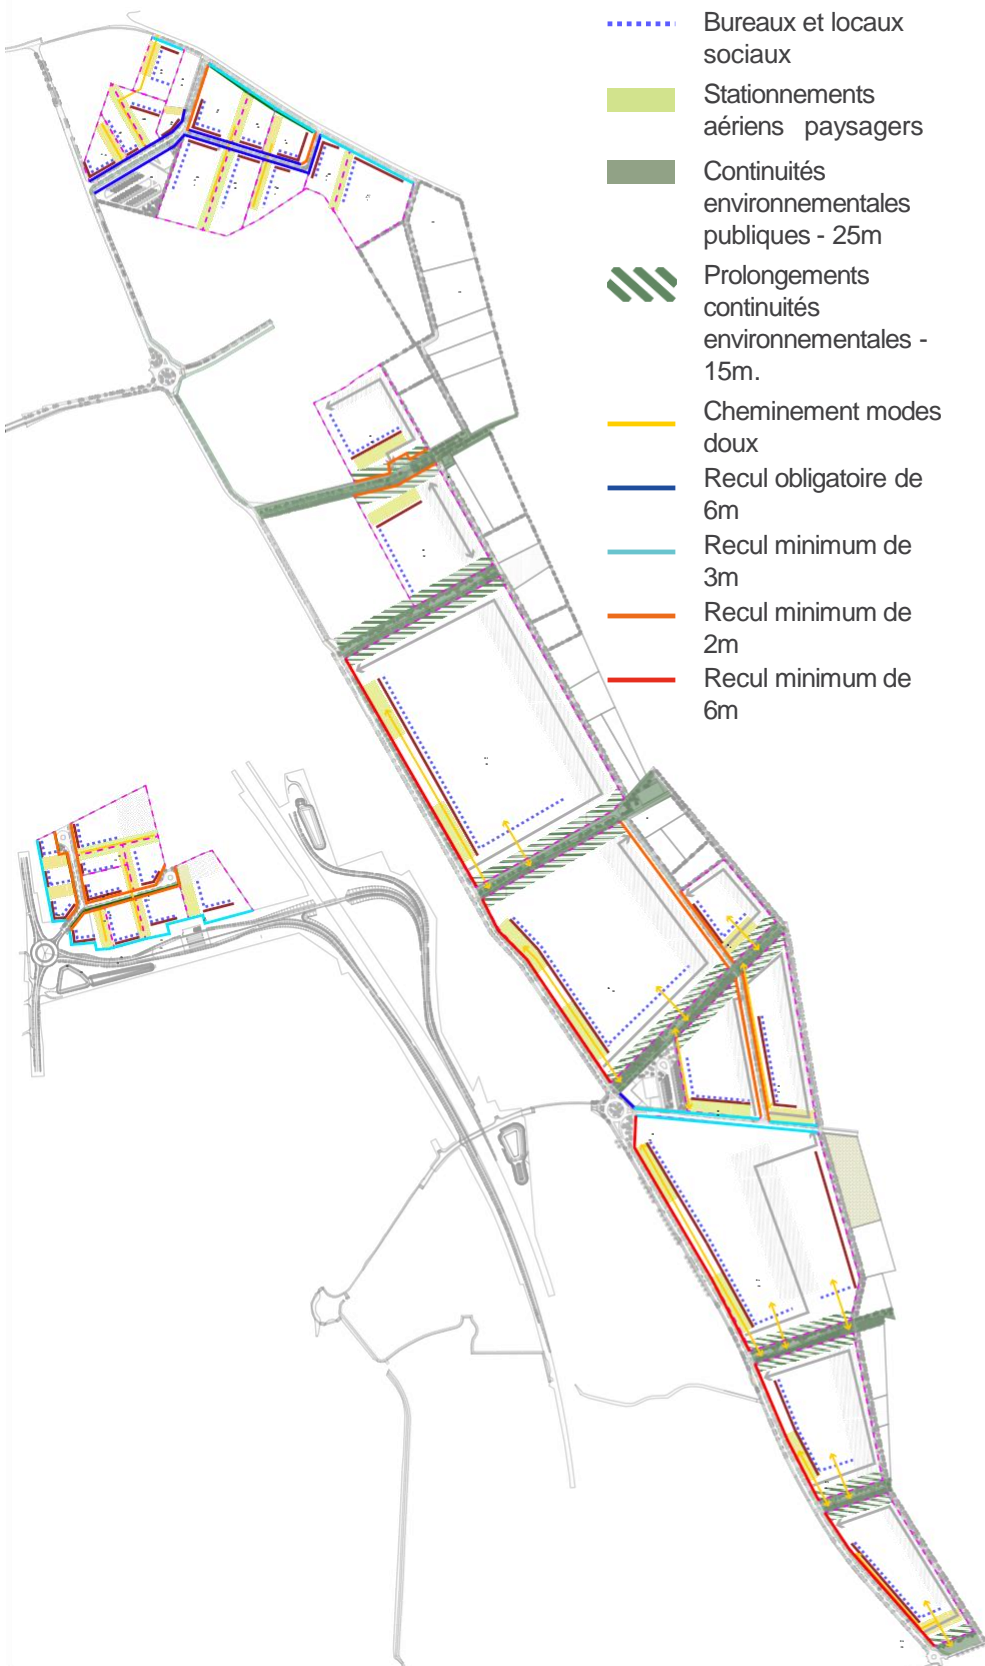 Bureaux et locaux
sociaux
Stationnements
aériens paysagers
Continuités
environnementales
publiques - 25m
Prolongements
continuités
environnementales -
15m.
Cheminement modes
doux
Recul obligatoire de
6m
Recul minimum de
3m
Recul minimum de
2m
Recul minimum de
6m